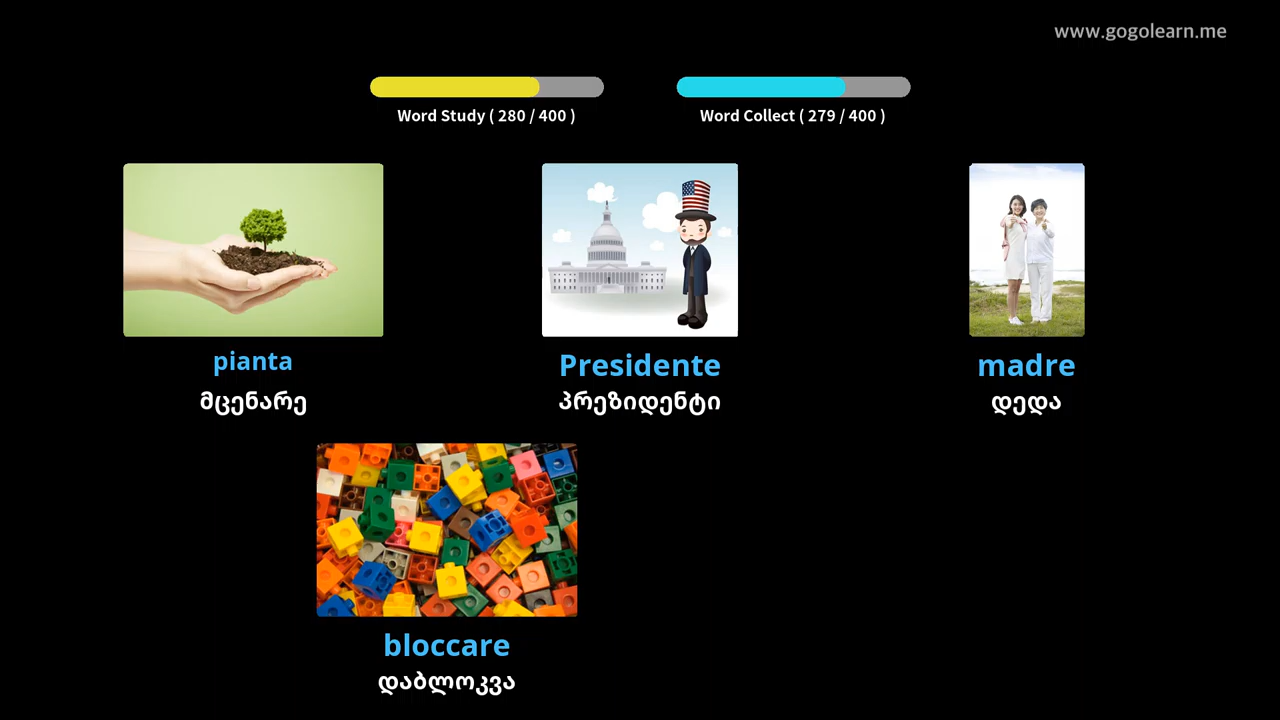 www.gogolearn.me
Word Study ( 280 / 400 )
Word Collect ( 279 / 400 )
pianta
მცენარე
Presidente
პრეზიდენტი
madre
დედა
bloccare
დაბლოკვა